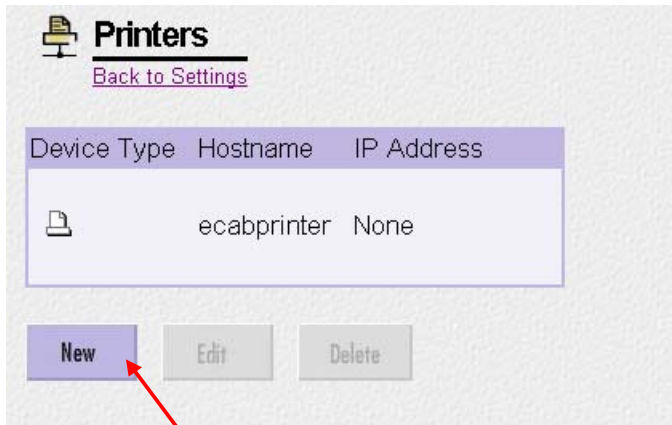 Printers
Back to Settings
Device Type Hostname IP Address
ecabprinter None
New Edit Delete